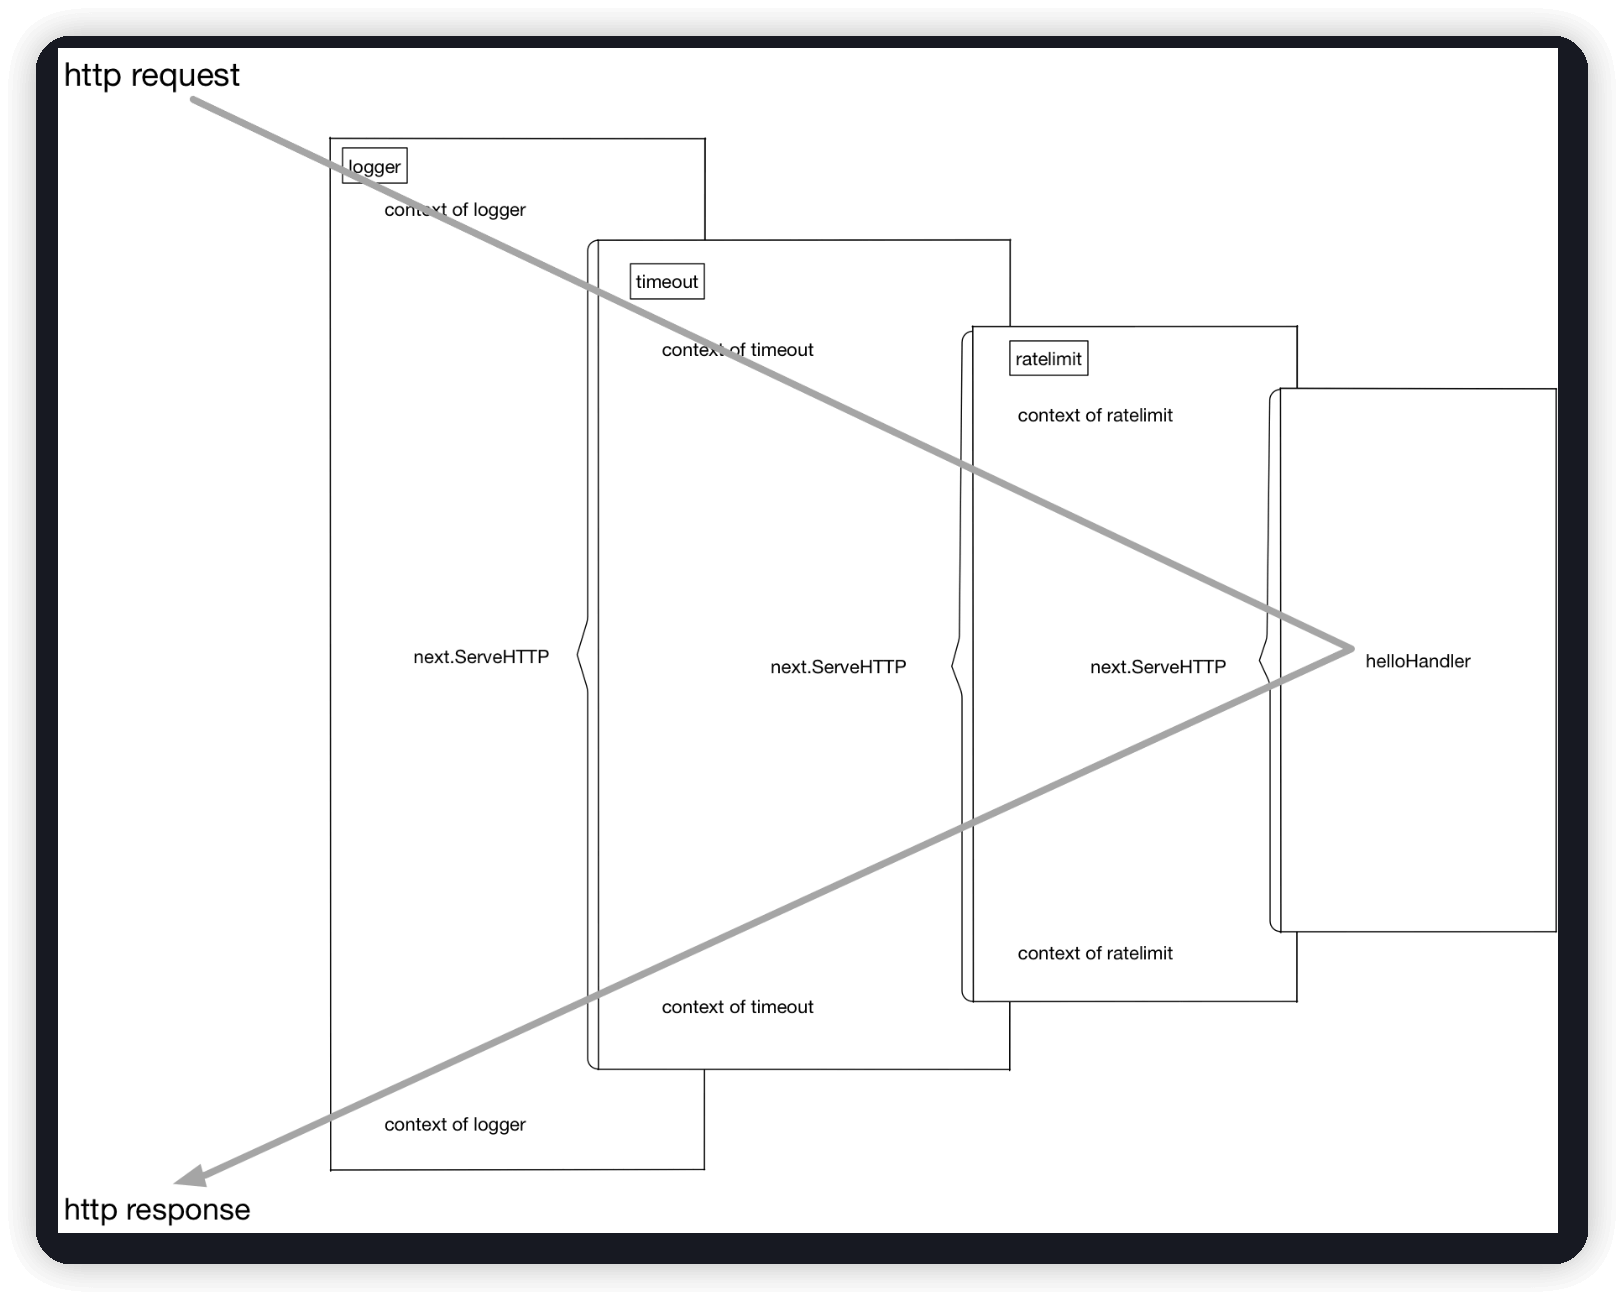 http request
logger
context of logger
timeout
context of timeout
ratelimit
context of ratelimit
next.ServeHTTP
next.ServeHTTP
next.ServeHTTP
helloHandler
context of ratelimit
context of timeout
context of logger
http response